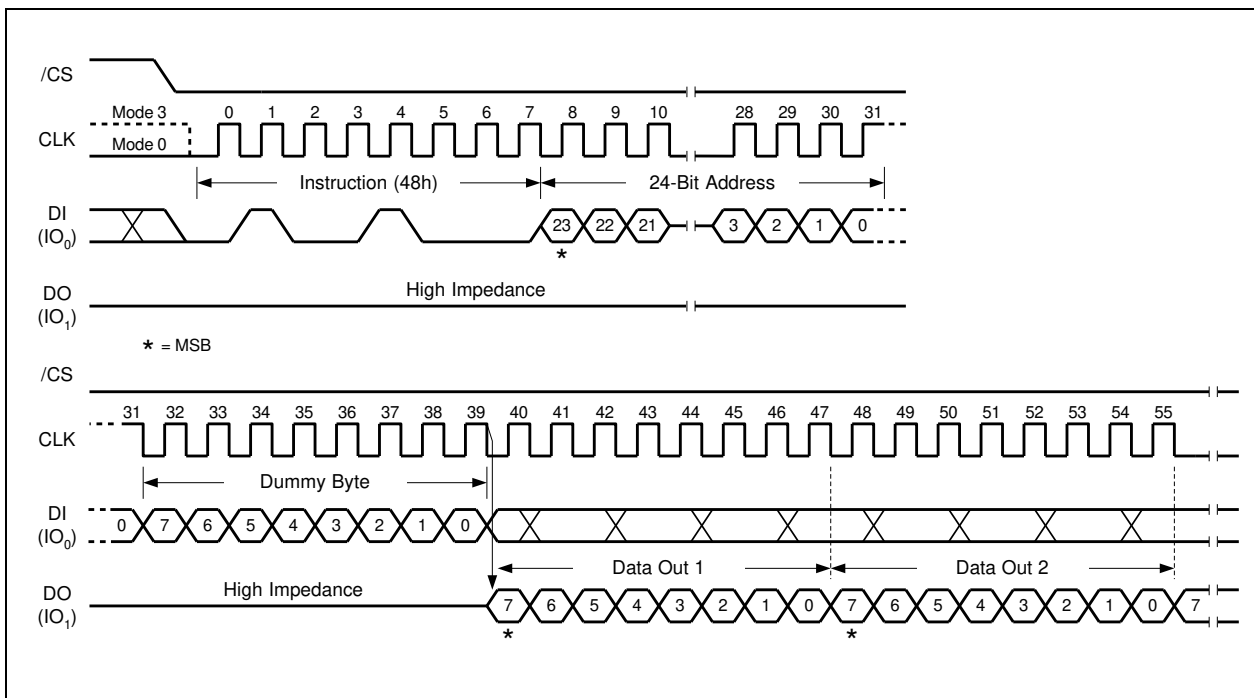 /CS
Mode 3 0 1 2 3 4 5 6 7 8 9 10 28 29 30 31
CLK Mode 0
Instruction (48h) 24-Bit Address
DI
(IO0) 23 22 21 3 2 1 0
*
High Impedance
DO
(IO1)
* = MSB
/CS
31 32 33 34 35 36 37 38 39 40 41 42 43 44 45 46 47 48 49 50 51 52 53 54 55
CLK
Dummy Byte
DI
(IO0) 0 7 6 5 4 3 2 1 0
Data Out 1 Data Out 2
High Impedance
DO
(IO1) 7 6 5 4 3 2 1 0 7 6 5 4 3 2 1 0 7
* *